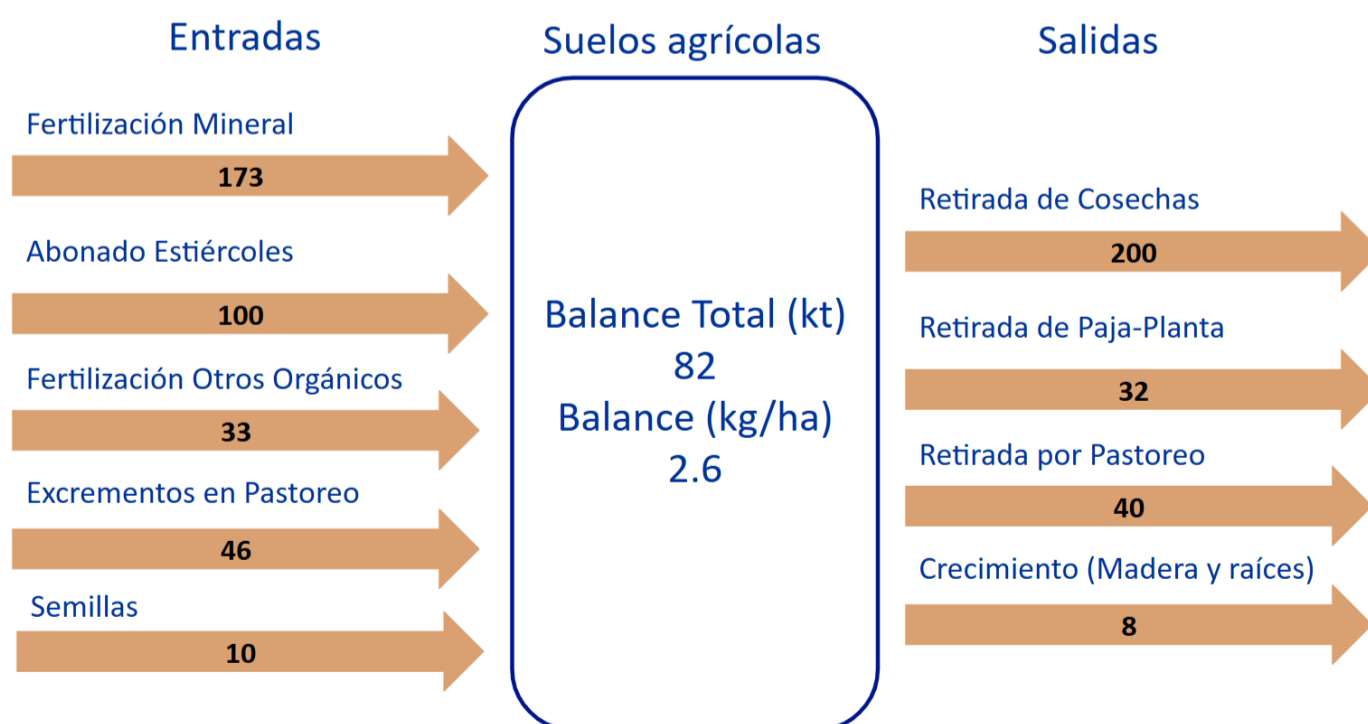 Entradas
Fertilización Mineral
173
Abonado Estiércoles
100
Fertilización Otros Orgánicos
33
Excrementos en Pastoreo
46
Semillas
10
Suelos agrícolas
Balance Total (kt)
82
Balance (kg/ha)
2.6
Salidas
Retirada de Cosechas
200
Retirada de Paja-Planta
32
Retirada por Pastoreo
40
Crecimiento (Madera y raíces)
8